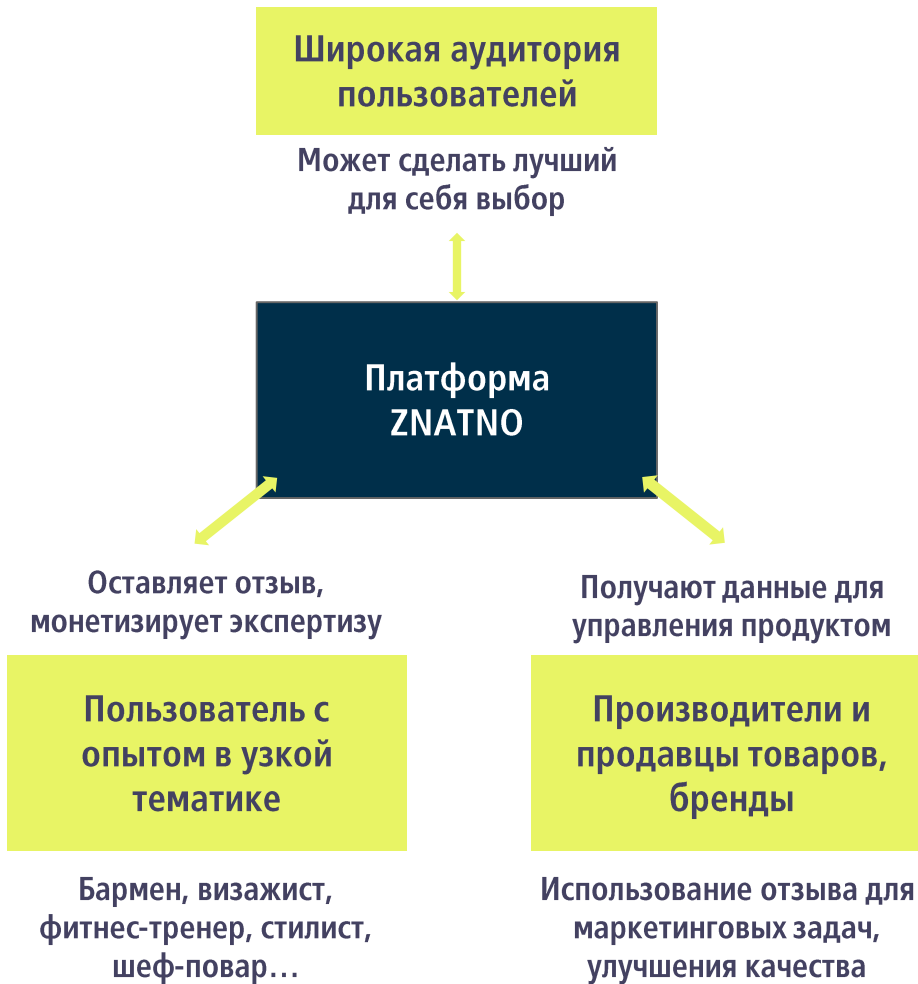 Широкая аудитория
пользователей
Может сделать лучший
для себя выбор
Платформа
ZNATNO
Оставляет отзыв,
монетизирует экспертизу
Пользователь с
опытом в узкой
тематике
Бармен, визажист,
фитнес-тренер, стилист,
шеф-повар...
Получают данные для
управления продуктом
Производители и
продавцы товаров,
бренды
Использование отзыва для
маркетинговых задач,
улучшения качества